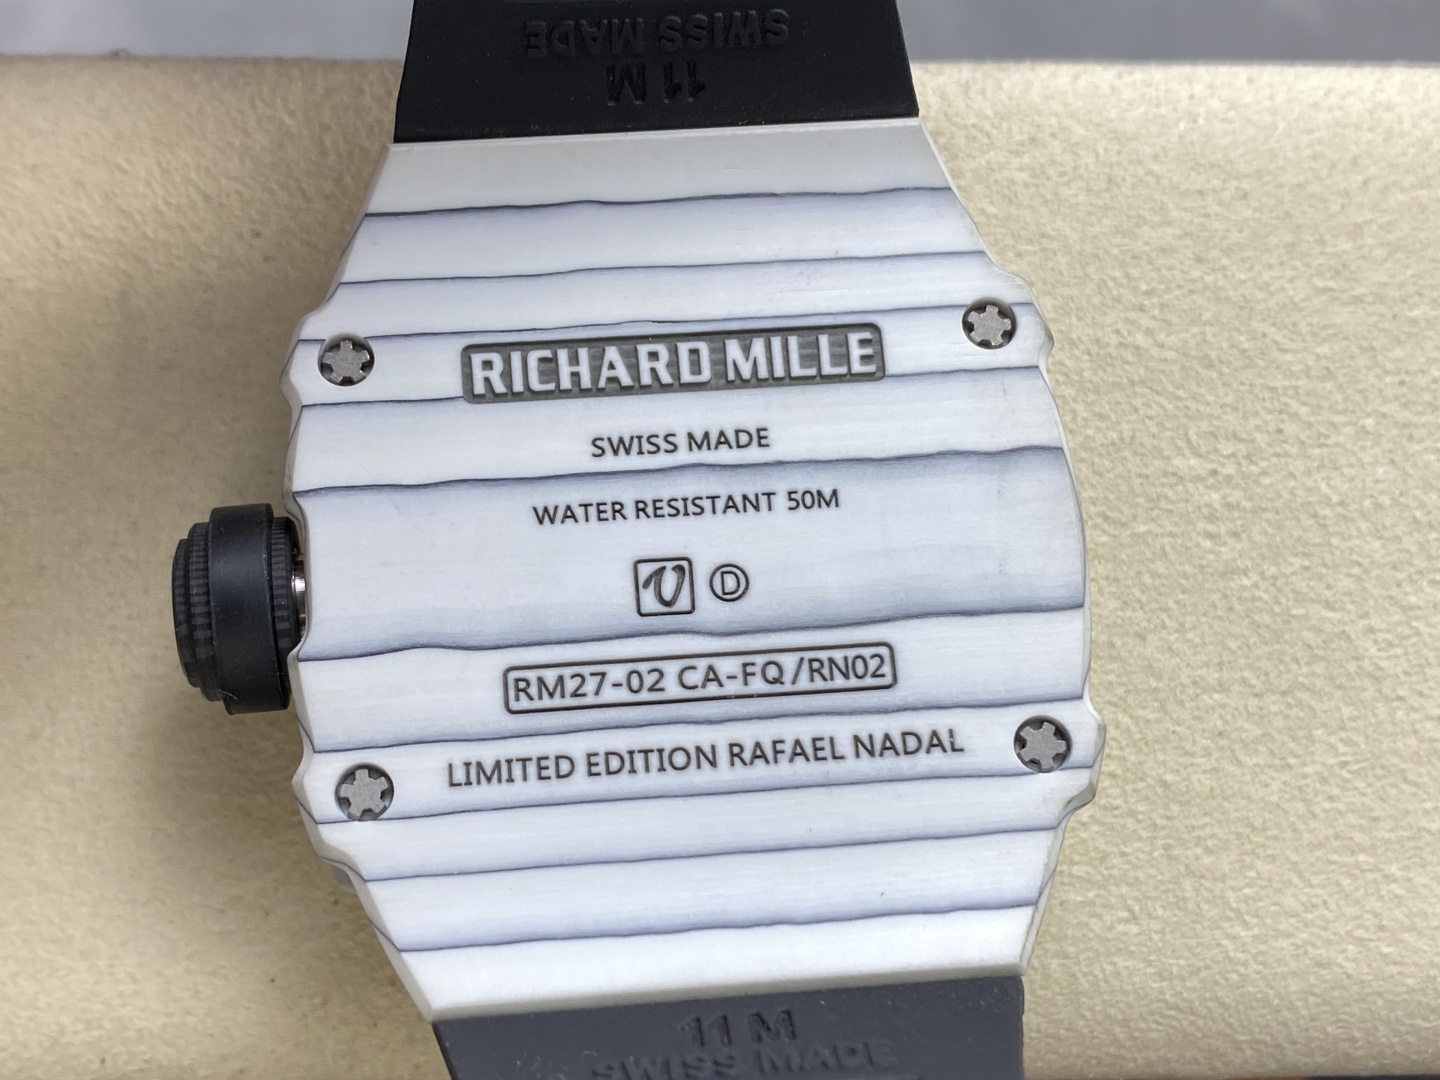 SWISS MADE
11 M
RICHARD MILLE
SWISS MADE
WATER RESISTANT 50M
V D
RM27-02 CA-FQ/RN02
LIMITED EDITION RAFAEL NADAL
11 M
SWISS MADE